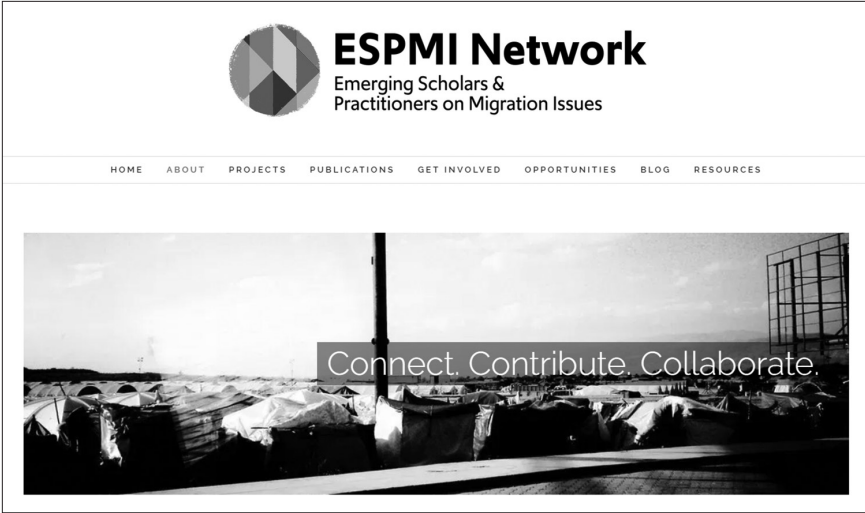 ESPMI Network
Emerging Scholars &
Practitioners on Migration Issues
HOME ABOUT PROJECTS PUBLICATIONS GET INVOLVED OPPORTUNITIES BLOG RESOURCES
Connect. Contribute. Collaborate.